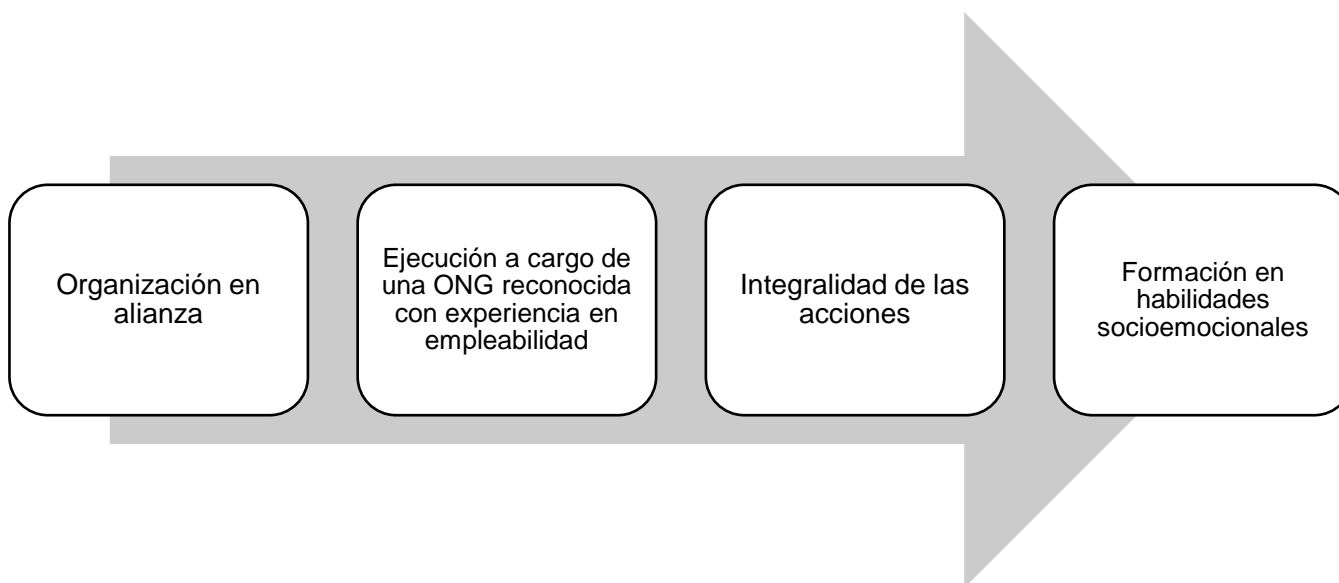 Organización en
alianza
Ejecución a cargo de
una ONG reconocida
con experiencia en
empleabilidad
Integralidad de las
acciones
Formación en
habilidades
socioemocionales